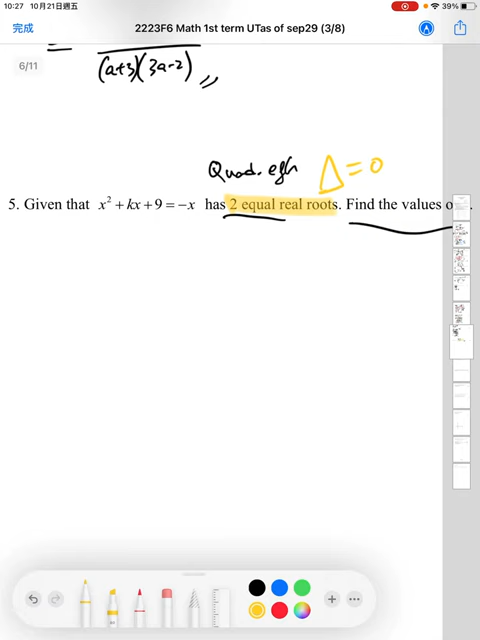 10:27 10月21日週五 39%
完成 2223F6 Math 1st term UTas of sep29 (3/8)
6/11
(a+3)(3a-2)
Quad. eqn Δ=0
5. Given that x² + kx + 9 = −x has 2 equal real roots. Find the values o